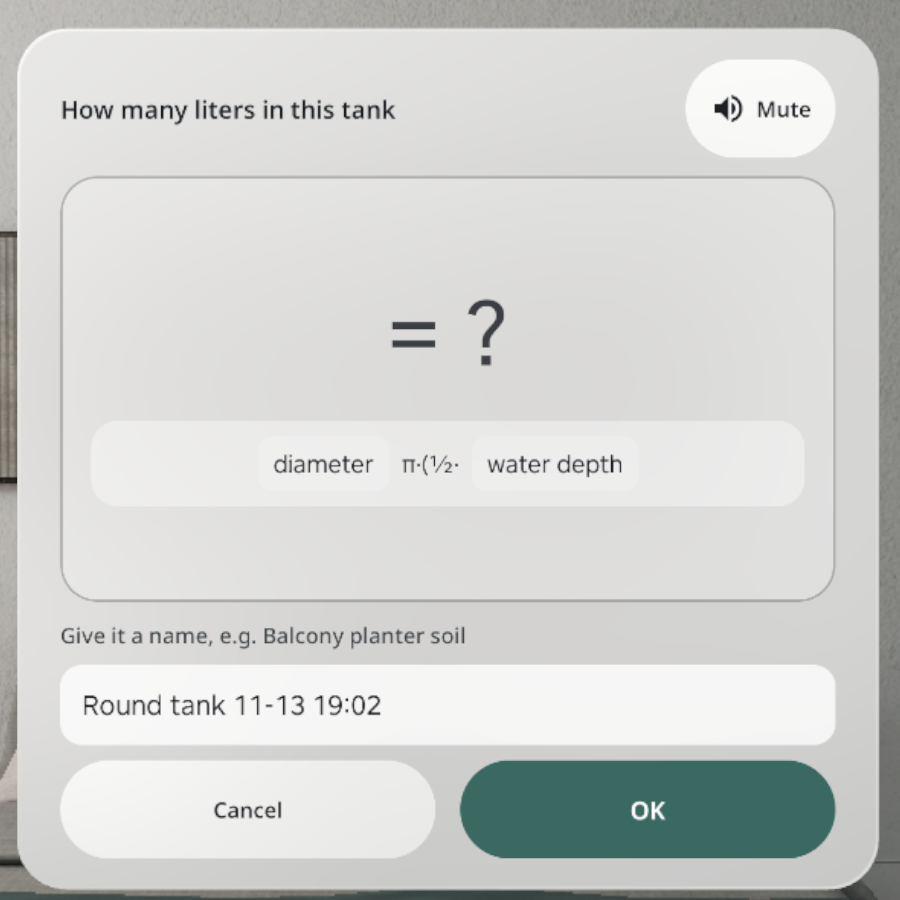 How many liters in this tank
Mute
= ?
diameter π·(½· water depth
Give it a name, e.g. Balcony planter soil
Round tank 11-13 19:02
Cancel
OK